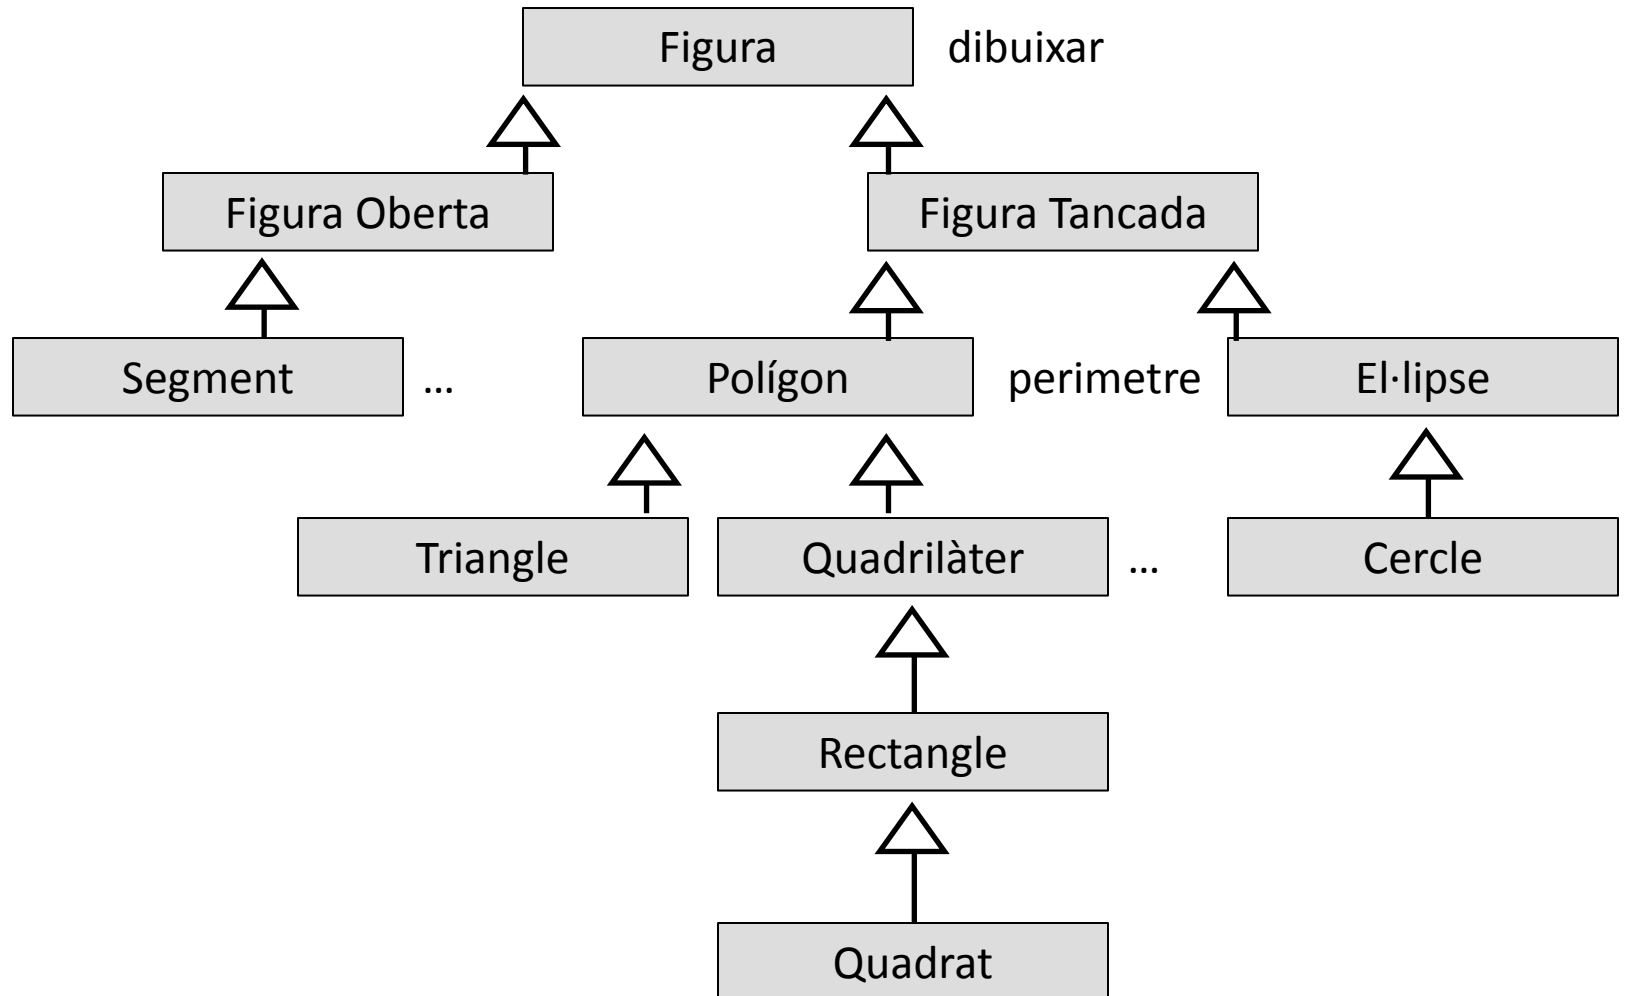 Figura dibuixar
Figura Oberta Figura Tancada
Segment ... Polígon perimetre El·lipse
Triangle Quadrilàter ... Cercle
Rectangle
Quadrat